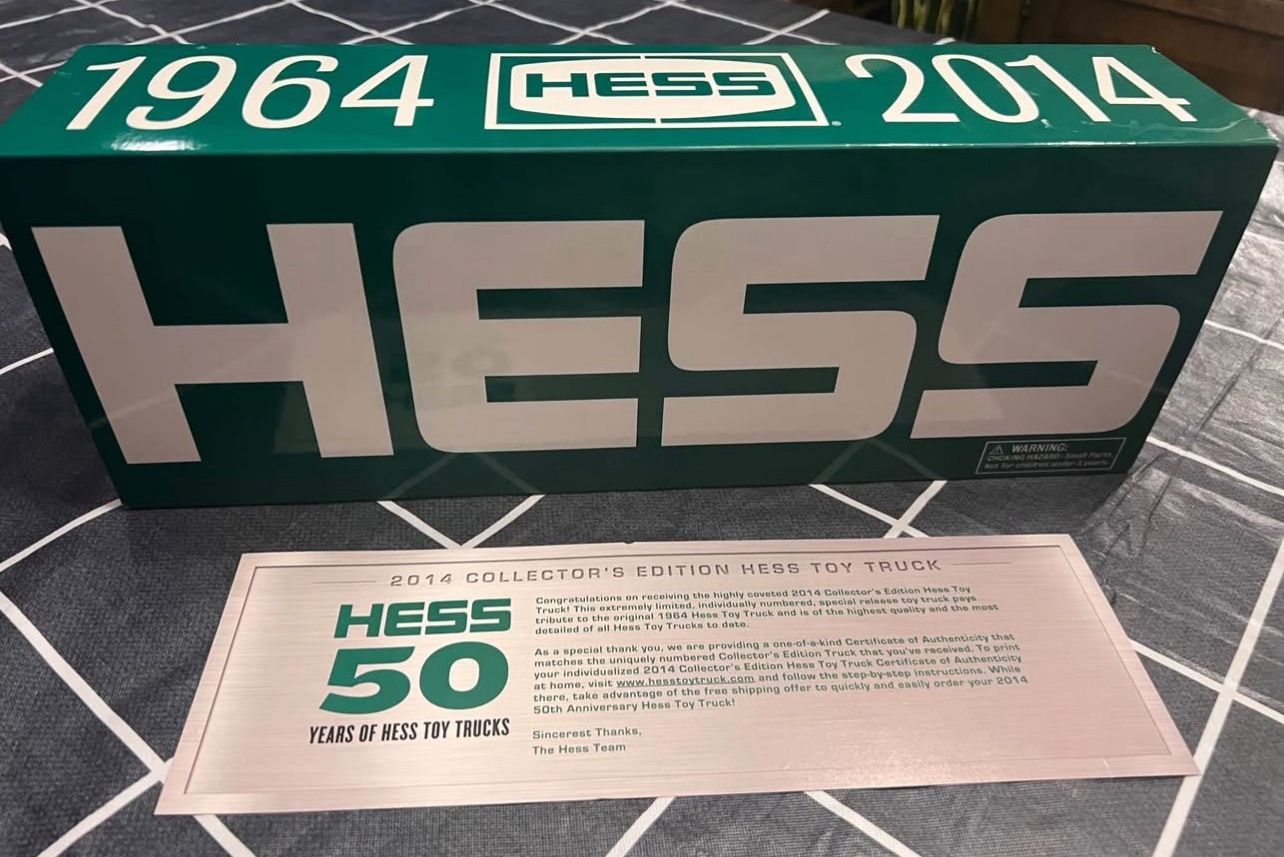 1964 HESS 2014
HESS
WARNING:
CHOKING HAZARD-Small Parts.
Not for children under 3 years.
2014 COLLECTOR'S EDITION HESS TOY TRUCK
HESS
50
YEARS OF HESS TOY TRUCKS
Congratulations on receiving the highly coveted 2014 Collector's Edition Hess Toy
Truck! This extremely limited, individually numbered, special release toy truck pays
tribute to the original 1964 Hess Toy Truck and is of the highest quality and the most
detailed of all Hess Toy Trucks to date.
As a special thank you, we are providing a one-of-a-kind Certificate of Authenticity that
matches the uniquely numbered Collector's Edition Truck that you've received. To print
your individualized 2014 Collector's Edition Hess Toy Truck Certificate of Authenticity
at home, visit www.hesstoytruck.com and follow the step-by-step instructions. While
there, take advantage of the free shipping offer to quickly and easily order your 2014
50th Anniversary Hess Toy Truck!
Sincerest Thanks,
The Hess Team